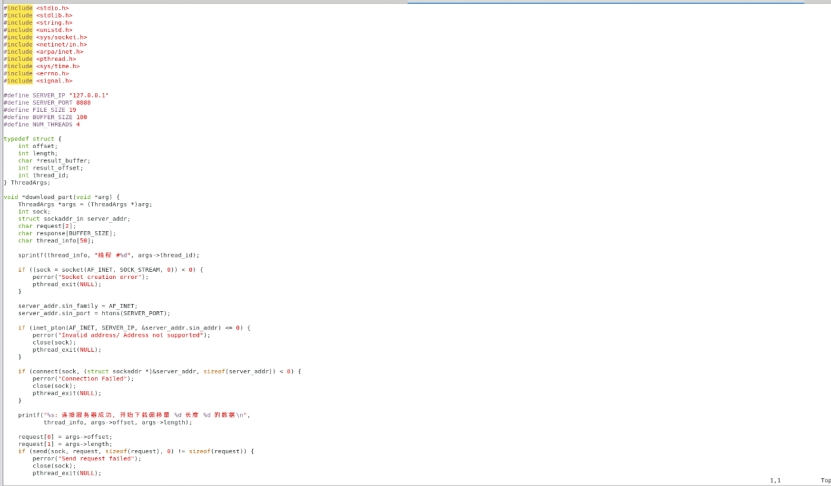 #include <stdio.h>
#include <stdlib.h>
#include <string.h>
#include <unistd.h>
#include <sys/socket.h>
#include <netinet/in.h>
#include <arpa/inet.h>
#include <pthread.h>
#include <sys/time.h>
#include <errno.h>
#include <signal.h>
#define SERVER_IP "127.0.0.1"
#define SERVER_PORT 8888
#define FILE_SIZE 19
#define BUFFER_SIZE 100
#define NUM_THREADS 4
typedef struct {
    int offset;
    int length;
    char *result_buffer;
    int result_offset;
    int thread_id;
} ThreadArgs;
void *download_part(void *arg) {
    ThreadArgs *args = (ThreadArgs *)arg;
    int sock;
    struct sockaddr_in server_addr;
    char request[2];
    char response[BUFFER_SIZE];
    char thread_info[50];
    sprintf(thread_info, "线程 #%d", args->thread_id);
    if ((sock = socket(AF_INET, SOCK_STREAM, 0)) < 0) {
        perror("Socket creation error");
        pthread_exit(NULL);
    }
    server_addr.sin_family = AF_INET;
    server_addr.sin_port = htons(SERVER_PORT);
    if (inet_pton(AF_INET, SERVER_IP, &server_addr.sin_addr) <= 0) {
        perror("Invalid address/ Address not supported");
        close(sock);
        pthread_exit(NULL);
    }
    if (connect(sock, (struct sockaddr *)&server_addr, sizeof(server_addr)) < 0) {
        perror("Connection Failed");
        close(sock);
        pthread_exit(NULL);
    }
    printf("%s: 连接服务器成功, 开始下载偏移量 %d 长度 %d 的数据\n",
           thread_info, args->offset, args->length);
    request[0] = args->offset;
    request[1] = args->length;
    if (send(sock, request, sizeof(request), 0) != sizeof(request)) {
        perror("Send request failed");
        close(sock);
        pthread_exit(NULL);
1,1 Top